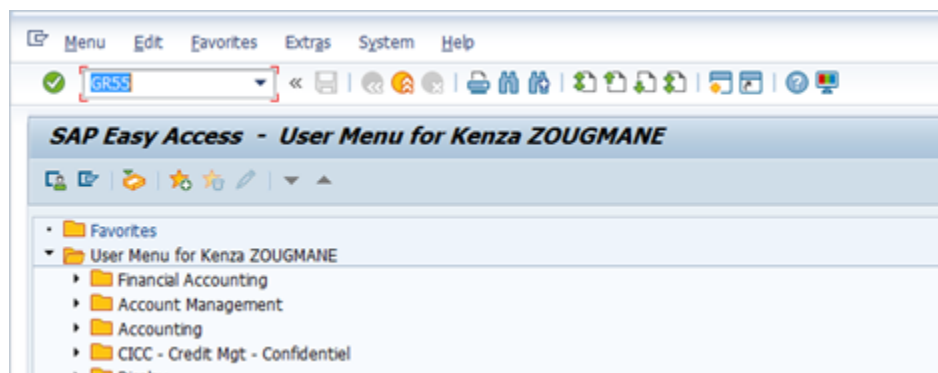 Menu Edit Favorites Extras System Help
GR55
SAP Easy Access - User Menu for Kenza ZOUGMANE
Favorites
User Menu for Kenza ZOUGMANE
Financial Accounting
Account Management
Accounting
CICC - Credit Mgt - Confidentiel